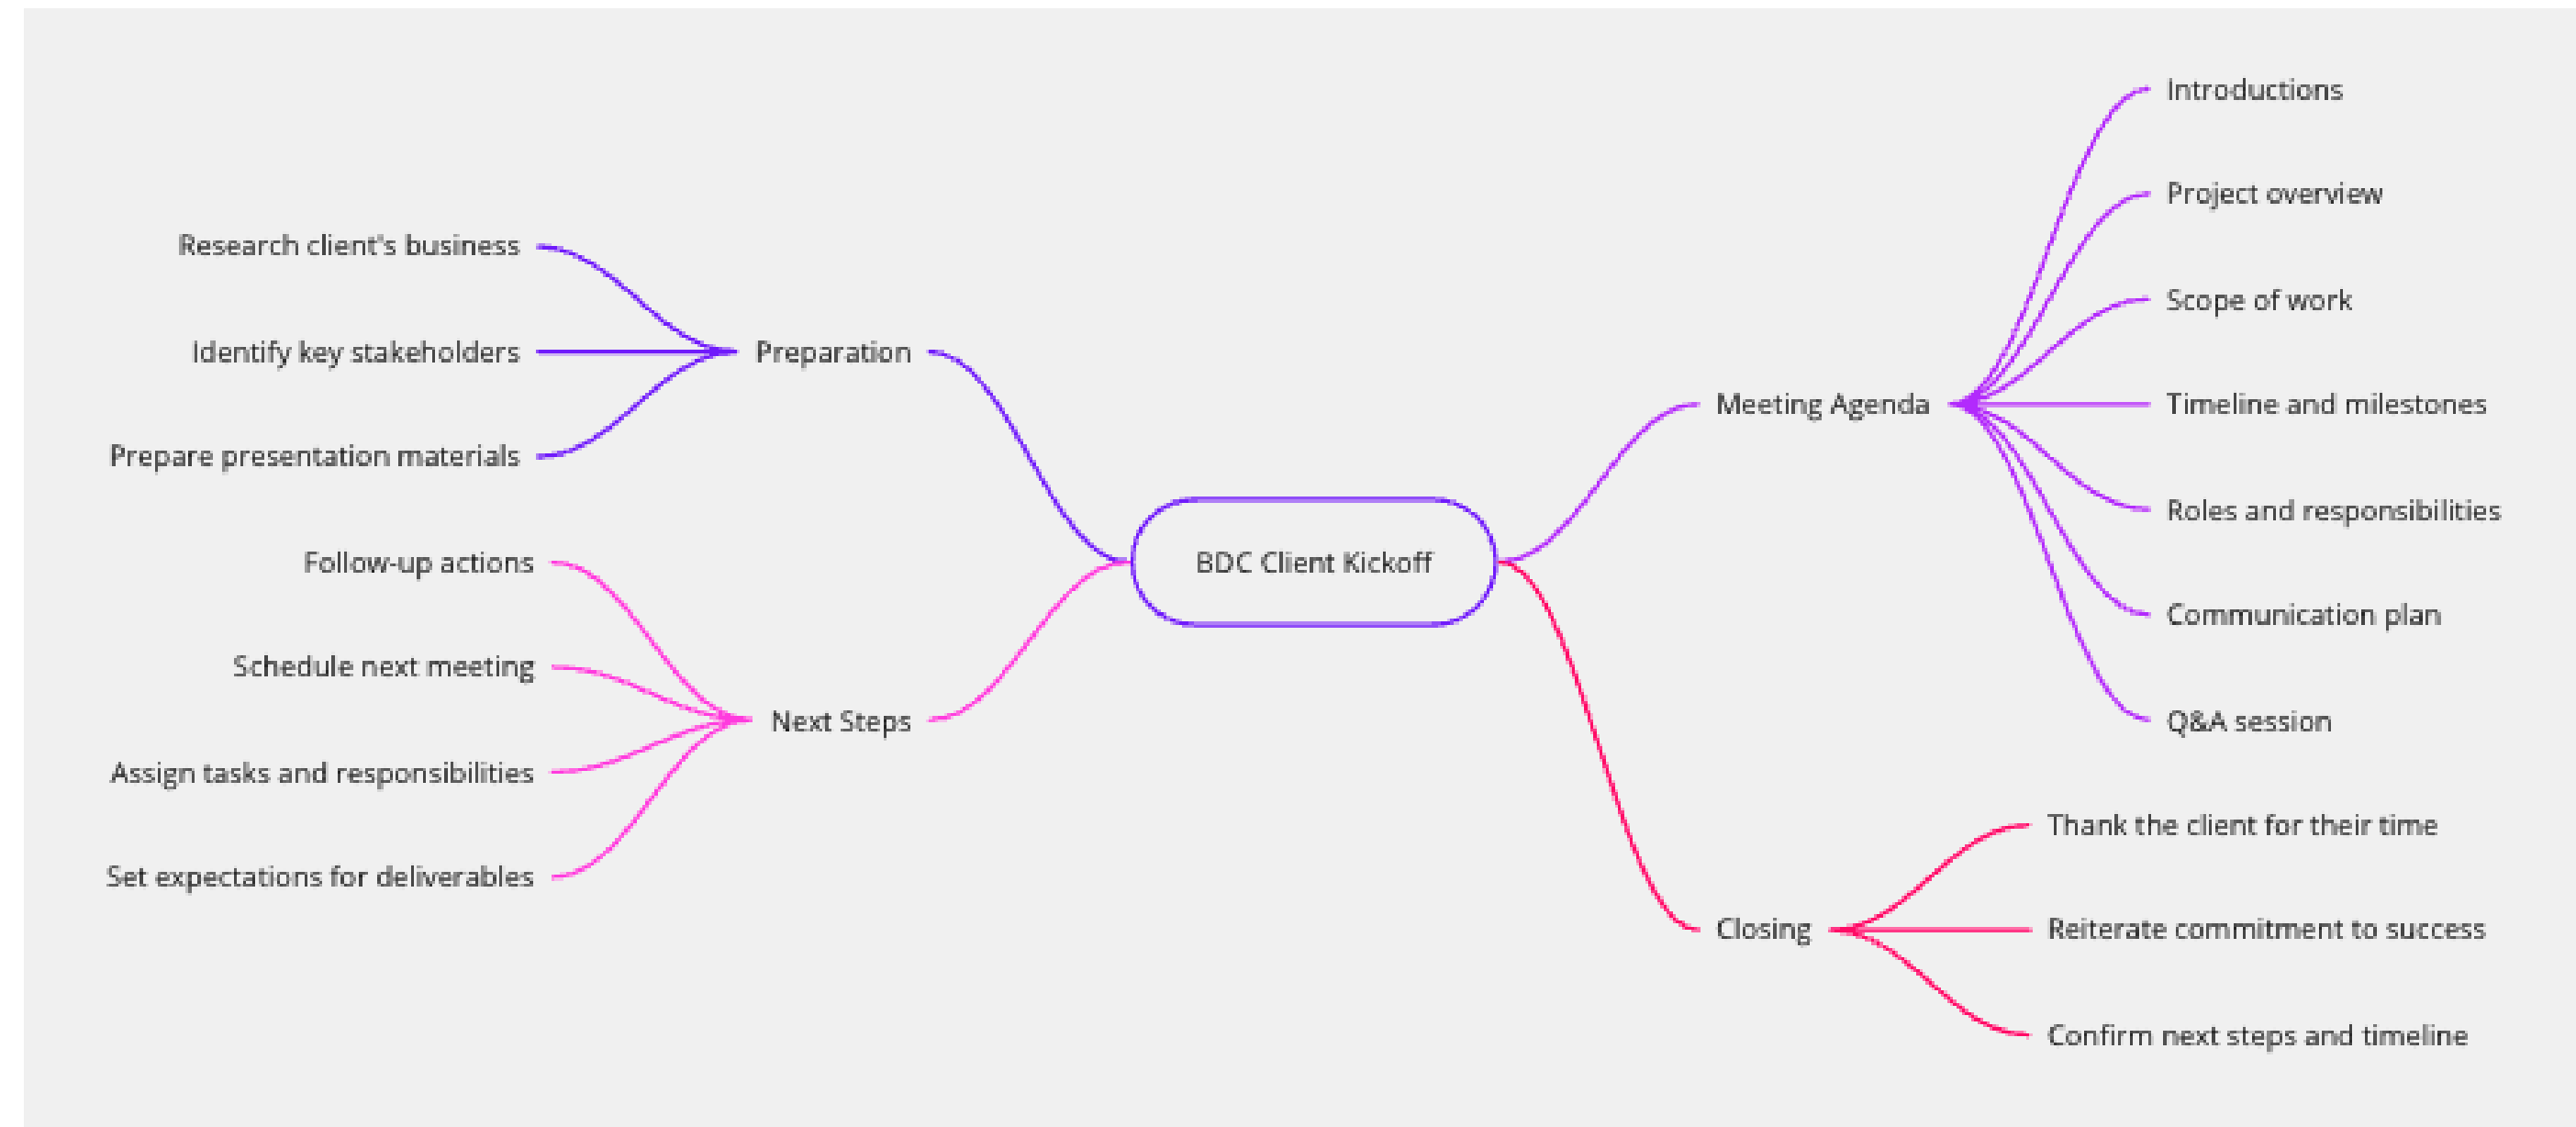 BDC Client Kickoff
Preparation
Research client's business
Identify key stakeholders
Prepare presentation materials
Meeting Agenda
Introductions
Project overview
Scope of work
Timeline and milestones
Roles and responsibilities
Communication plan
Q&A session
Next Steps
Follow-up actions
Schedule next meeting
Assign tasks and responsibilities
Set expectations for deliverables
Closing
Thank the client for their time
Reiterate commitment to success
Confirm next steps and timeline